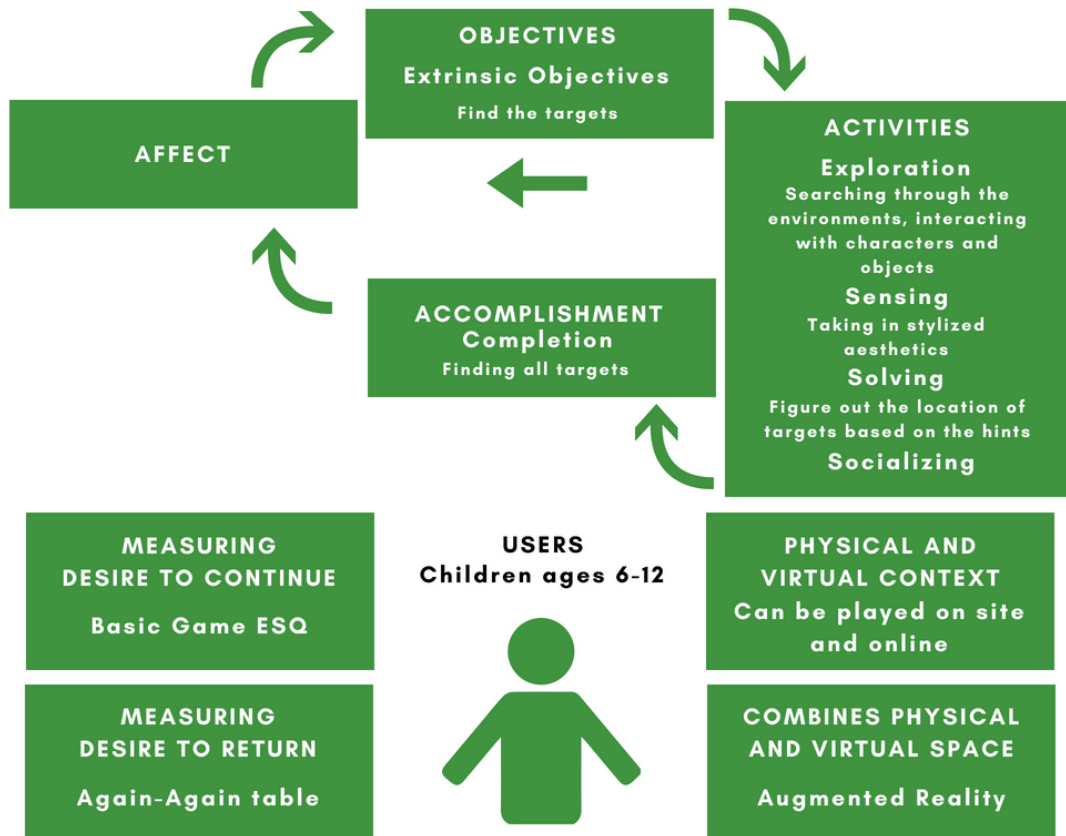 OBJECTIVES
Extrinsic Objectives
Find the targets
AFFECT
ACTIVITIES
Exploration
Searching through the
environments, interacting
with characters and
objects
Sensing
Taking in stylized
aesthetics
Solving
Figure out the location of
targets based on the hints
Socializing
ACCOMPLISHMENT
Completion
Finding all targets
MEASURING
DESIRE TO CONTINUE
Basic Game ESQ
USERS
Children ages 6-12
PHYSICAL AND
VIRTUAL CONTEXT
Can be played on site
and online
MEASURING
DESIRE TO RETURN
Again-Again table
COMBINES PHYSICAL
AND VIRTUAL SPACE
Augmented Reality